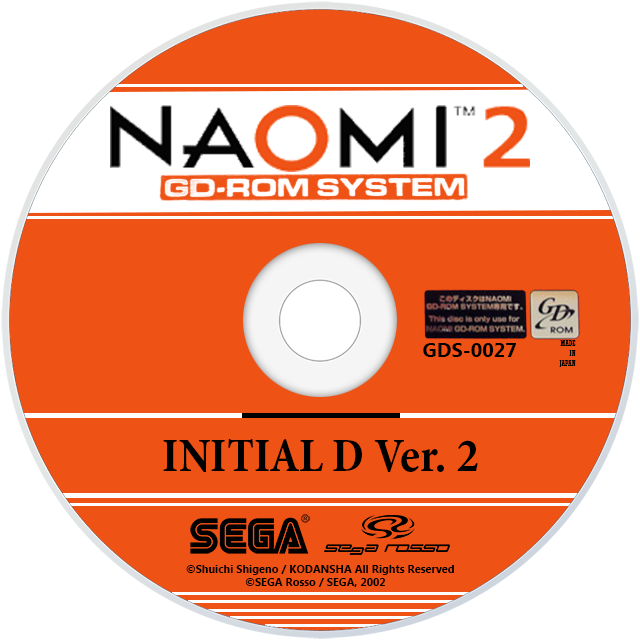 NAOMI™ 2
GD-ROM SYSTEM
このディスクはNAOMI
GD-ROM SYSTEM専用です。
This disc is only use for
NAOMI GD-ROM SYSTEM.
GD
ROM
GDS-0027
MADE
IN
JAPAN
INITIAL D Ver. 2
SEGA®
sega rosso
©Shuichi Shigeno / KODANSHA All Rights Reserved
©SEGA Rosso / SEGA, 2002